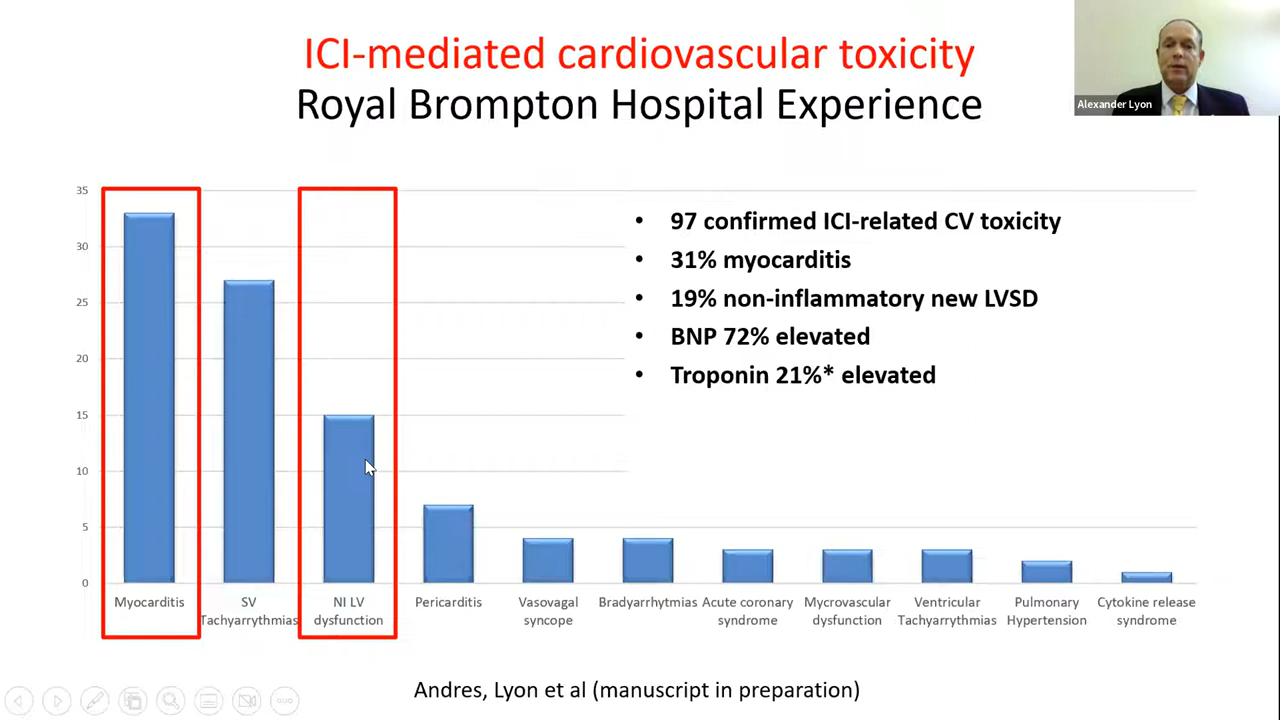 ICI-mediated cardiovascular toxicity
Royal Brompton Hospital Experience
Alexander Lyon
35
30
25
20
15
10
5
0
• 97 confirmed ICI-related CV toxicity
• 31% myocarditis
• 19% non-inflammatory new LVSD
• BNP 72% elevated
• Troponin 21%* elevated
Myocarditis
SV
Tachyarrythmias
NI LV
dysfunction
Pericarditis
Vasovagal
syncope
Bradyarrhytmias
Acute coronary
syndrome
Mycrovascular
dysfunction
Ventricular
Tachyarrythmias
Pulmonary
Hypertension
Cytokine release
syndrome
Andres, Lyon et al (manuscript in preparation)